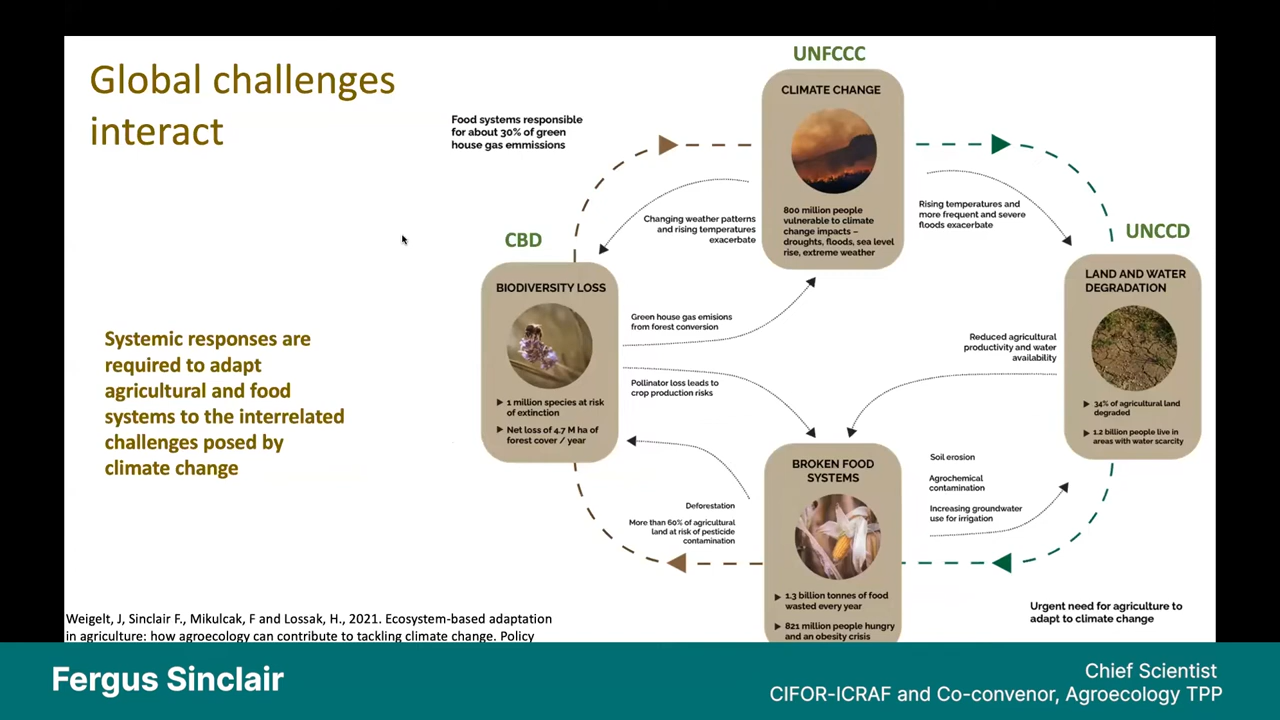 Global challenges
interact
Systemic responses are
required to adapt
agricultural and food
systems to the interrelated
challenges posed by
climate change
Food systems responsible
for about 30% of green
house gas emmissions
UNFCCC
CLIMATE CHANGE
800 million people
vulnerable to climate
change impacts –
droughts, floods, sea level
rise, extreme weather
Changing weather patterns
and rising temperatures
exacerbate
Rising temperatures and
more frequent and severe
floods exacerbate
CBD
BIODIVERSITY LOSS
1 million species at risk
of extinction
Net loss of 4.7 M ha of
forest cover / year
Green house gas emisions
from forest conversion
Pollinator loss leads to
crop production risks
UNCCD
LAND AND WATER
DEGRADATION
34% of agricultural land
degraded
1.2 billion people live in
areas with water scarcity
Reduced agricultural
productivity and water
availability
BROKEN FOOD
SYSTEMS
1.3 billion tonnes of food
wasted every year
821 million people hungry
and an obesity crisis
Deforestation
More than 60% of agricultural
land at risk of pesticide
contamination
Soil erosion
Agrochemical
contamination
Increasing groundwater
use for irrigation
Urgent need for agriculture to
adapt to climate change
Weigelt, J, Sinclair F., Mikulcak, F and Lossak, H., 2021. Ecosystem-based adaptation
in agriculture: how agroecology can contribute to tackling climate change. Policy
Fergus Sinclair
Chief Scientist
CIFOR-ICRAF and Co-convenor, Agroecology TPP